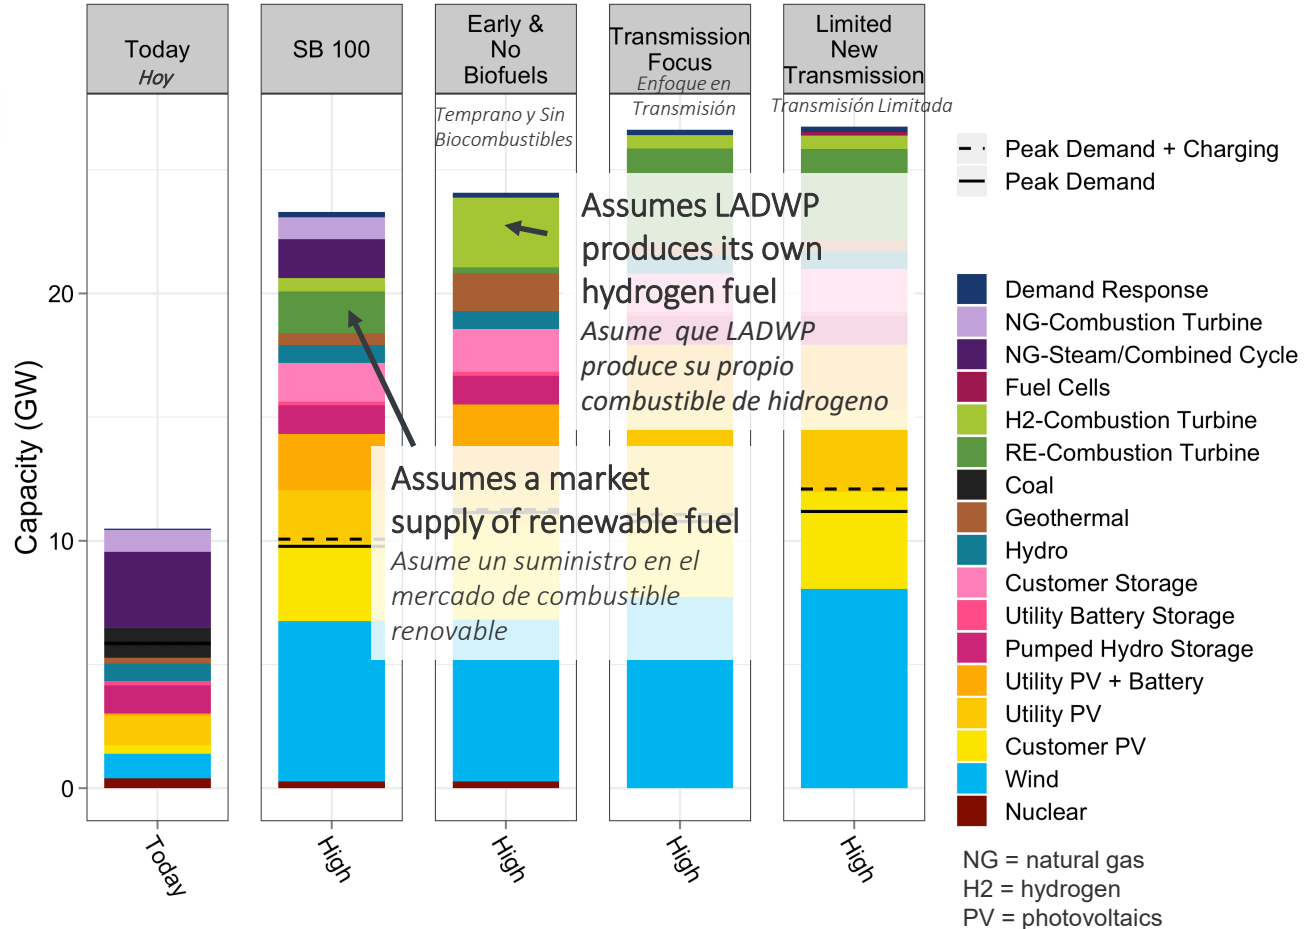 Today
Hoy
SB 100
Early &
No
Biofuels
Temprano y Sin
Biocombustibles
Transmission
Focus
Enfoque en
Transmisión
Limited
New
Transmission
Transmisión Limitada
Capacity (GW)
20
10
0
Assumes LADWP
produces its own
hydrogen fuel
Asume que LADWP
produce su propio
combustible de hidrogeno
Assumes a market
supply of renewable fuel
Asume un suministro en el
mercado de combustible
renovable
Today
High
High
High
High
Peak Demand + Charging
Peak Demand
Demand Response
NG-Combustion Turbine
NG-Steam/Combined Cycle
Fuel Cells
H2-Combustion Turbine
RE-Combustion Turbine
Coal
Geothermal
Hydro
Customer Storage
Utility Battery Storage
Pumped Hydro Storage
Utility PV + Battery
Utility PV
Customer PV
Wind
Nuclear
NG = natural gas
H2 = hydrogen
PV = photovoltaics